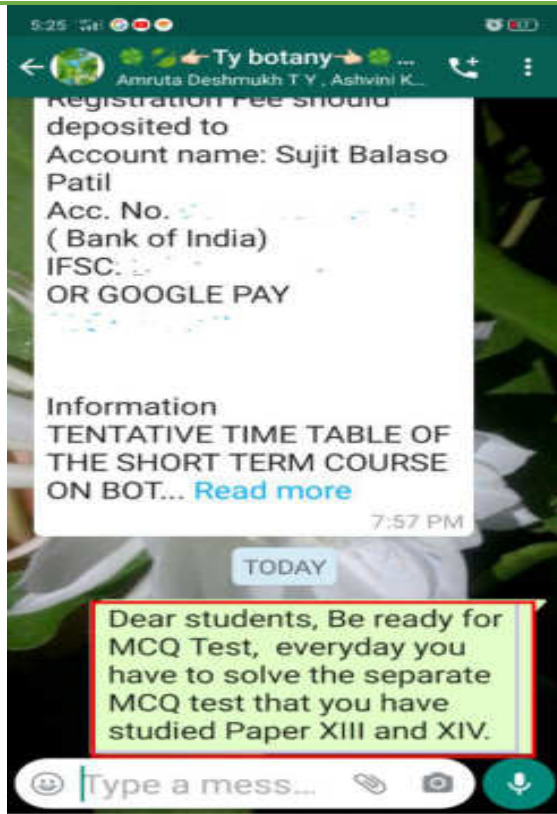 5:25
Ty botany ...
Amruta Deshmukh T Y , Ashvini K...
Registration Fee should
deposited to
Account name: Sujit Balaso
Patil
Acc. No.
( Bank of India)
IFSC:
OR GOOGLE PAY
Information
TENTATIVE TIME TABLE OF
THE SHORT TERM COURSE
ON BOT... Read more
7:57 PM
TODAY
Dear students, Be ready for
MCQ Test, everyday you
have to solve the separate
MCQ test that you have
studied Paper XIII and XIV.
Type a mess...